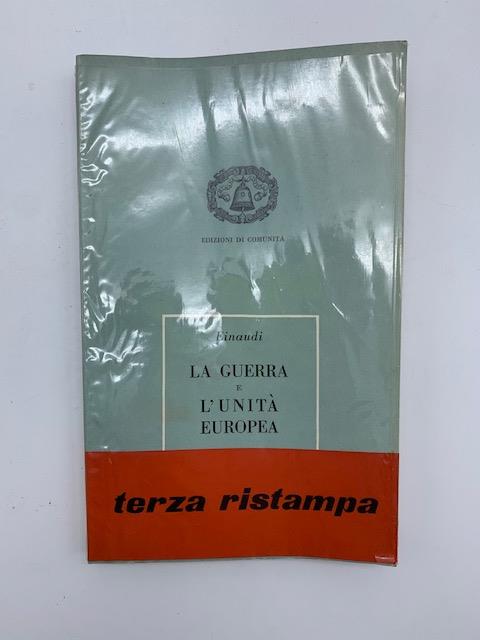 EDIZIONI DI COMUNITÀ
Einaudi
LA GUERRA
E
L'UNITÀ
EUROPEA
terza ristampa